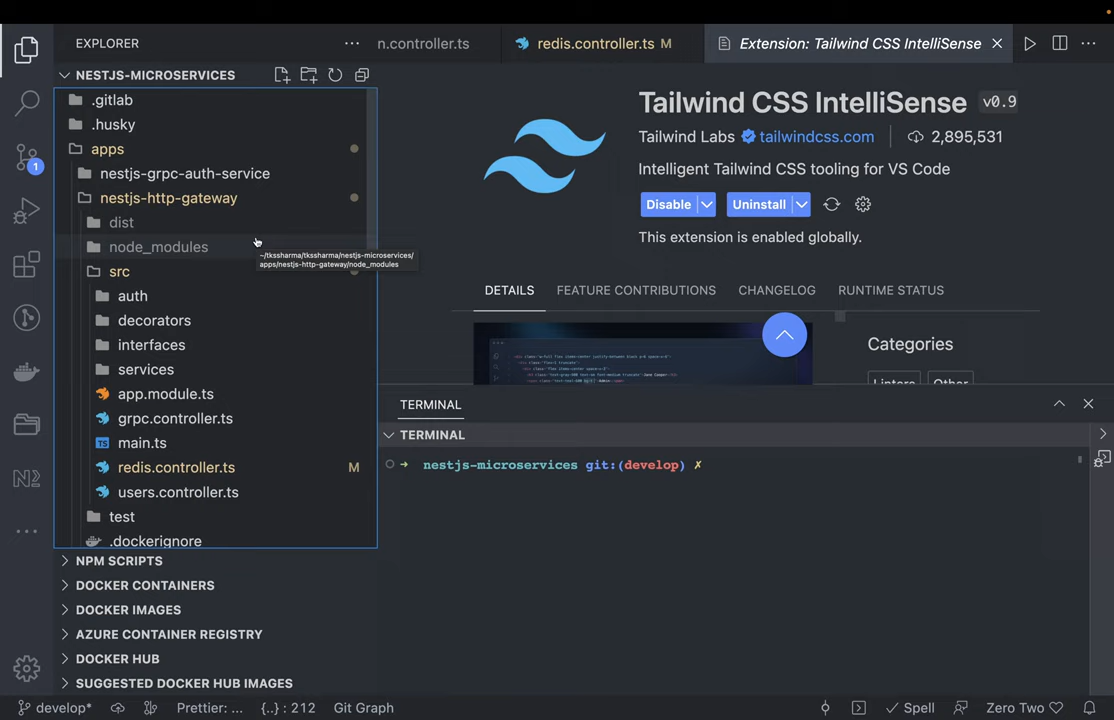 EXPLORER
n.controller.ts
redis.controller.ts M
Extension: Tailwind CSS IntelliSense
NESTJS-MICROSERVICES
.gitlab
.husky
apps
nestjs-grpc-auth-service
nestjs-http-gateway
dist
node_modules
~/tkssharma/tkssharma/nestjs-microservices/
apps/nestjs-http-gateway/node_modules
src
auth
decorators
interfaces
services
app.module.ts
grpc.controller.ts
TS main.ts
redis.controller.ts M
users.controller.ts
test
.dockerignore
NPM SCRIPTS
DOCKER CONTAINERS
DOCKER IMAGES
AZURE CONTAINER REGISTRY
DOCKER HUB
SUGGESTED DOCKER HUB IMAGES
1
Tailwind CSS IntelliSense v0.9
Tailwind Labs tailwindcss.com 2,895,531
Intelligent Tailwind CSS tooling for VS Code
Disable Uninstall
This extension is enabled globally.
DETAILS FEATURE CONTRIBUTIONS CHANGELOG RUNTIME STATUS
Categories
Linters Other
TERMINAL
TERMINAL
nestjs-microservices git:(develop) ✗
develop* Prettier: ... {..} : 212 Git Graph Spell Zero Two